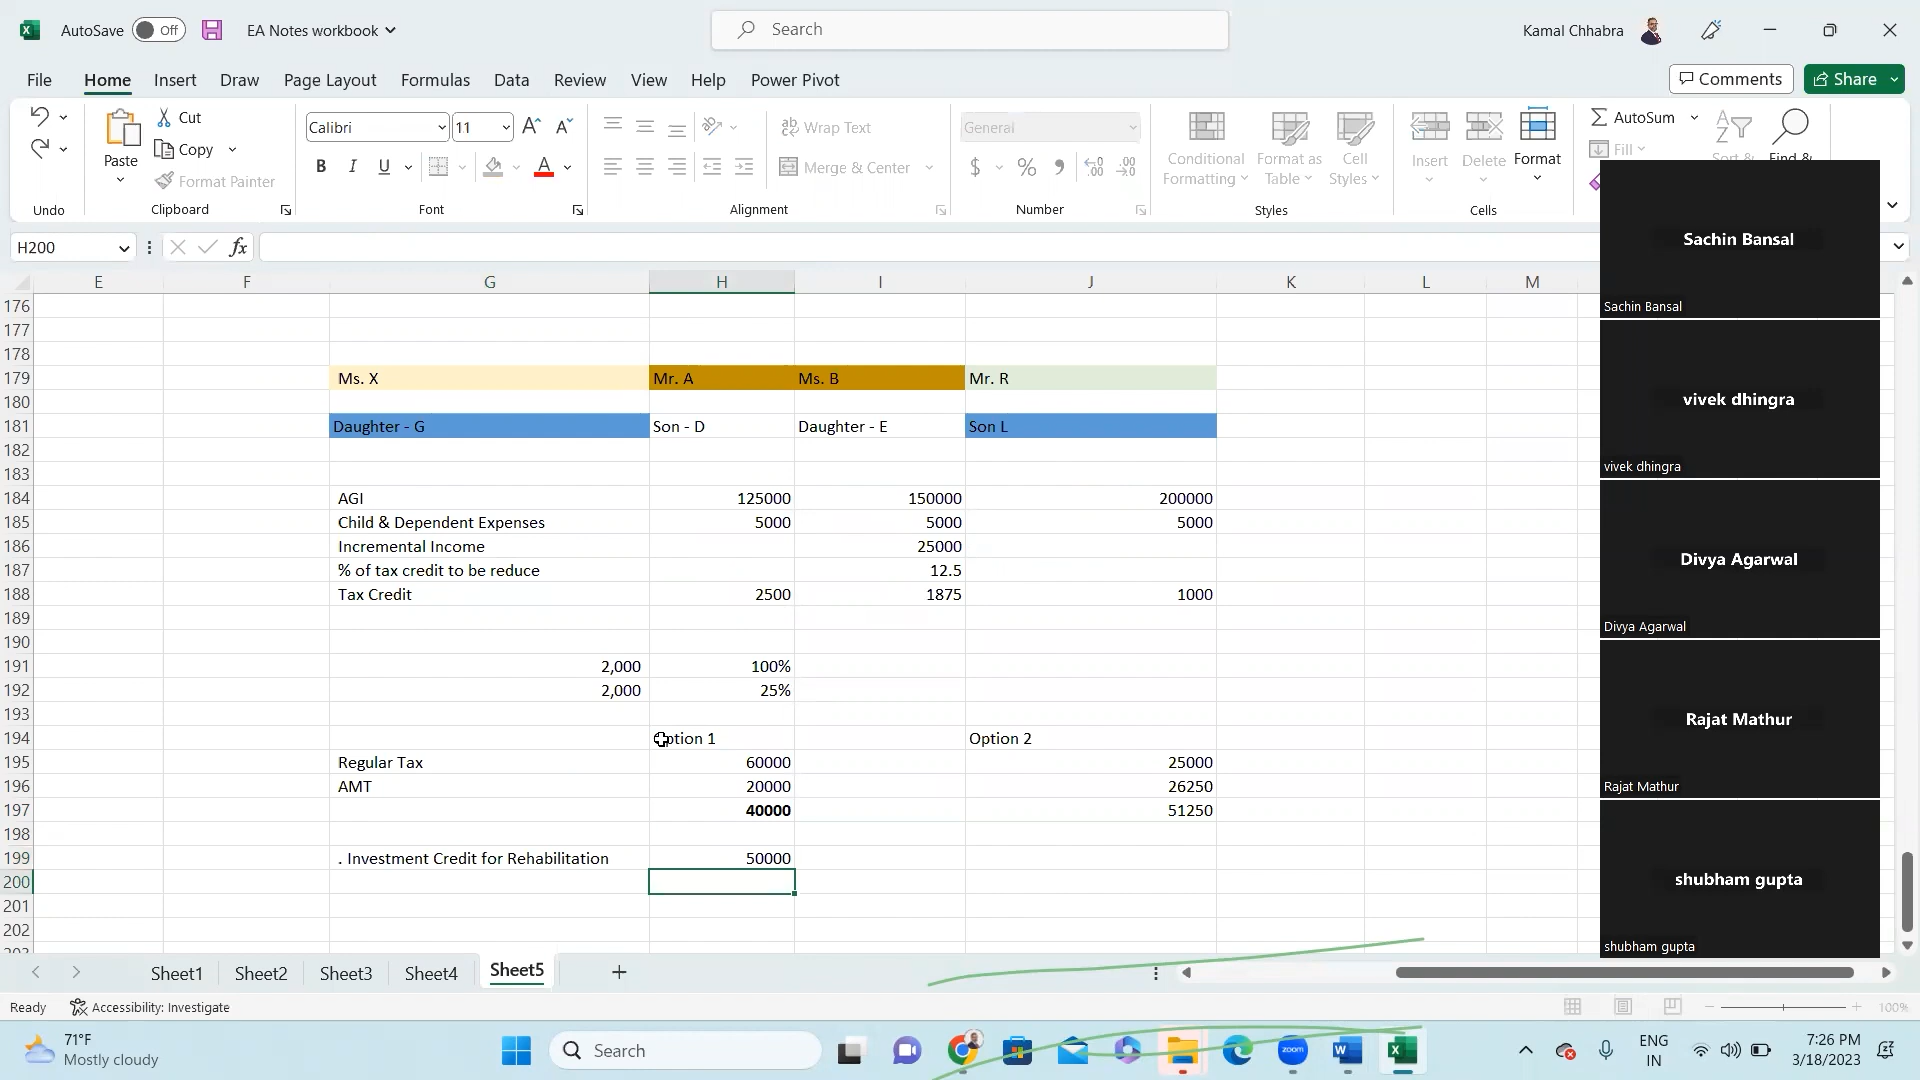 AutoSave Off EA Notes workbook Search Kamal Chhabra
File Home Insert Draw Page Layout Formulas Data Review View Help Power Pivot Comments Share
Cut Calibri 11 Wrap Text General AutoSum
Paste Copy Conditional Formatting Format as Table Cell Styles Insert Delete Format Fill
Format Painter B I U A Merge & Center $ % Sort & Find &
Undo Clipboard Font Alignment Number Styles Cells
H200 fx
E F G H I J K L M
176
177
178
179 Ms. X Mr. A Ms. B Mr. R
180
181 Daughter - G Son - D Daughter - E Son L
182
183
184 AGI 125000 150000 200000
185 Child & Dependent Expenses 5000 5000 5000
186 Incremental Income 25000
187 % of tax credit to be reduce 12.5
188 Tax Credit 2500 1875 1000
189
190
191 2,000 100%
192 2,000 25%
193
194 Option 1 Option 2
195 Regular Tax 60000 25000
196 AMT 20000 26250
197 40000 51250
198
199 . Investment Credit for Rehabilitation 50000
200
201
202
203
Sachin Bansal
Sachin Bansal
vivek dhingra
vivek dhingra
Divya Agarwal
Divya Agarwal
Rajat Mathur
Rajat Mathur
shubham gupta
shubham gupta
Sheet1 Sheet2 Sheet3 Sheet4 Sheet5
Ready Accessibility: Investigate 100%
71°F
Mostly cloudy
Search
zoom
ENG
IN
7:26 PM
3/18/2023